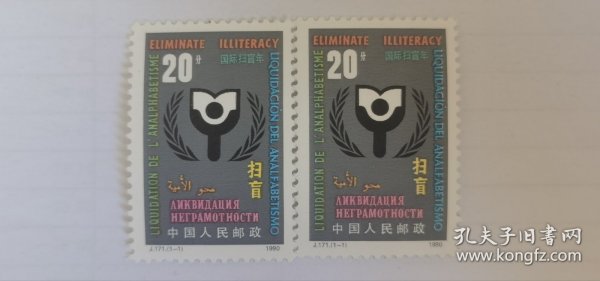 ELIMINATE ILLITERACY
20分
国际扫盲年
LIQUIDATION DE L'ANALPHABETISME
LIQUIDACION DEL ANALFABETISMO
扫盲
محو الأمية
ЛИКВИДАЦИЯ
НЕГРАМОТНОСТИ
中国人民邮政
J.171.(1-1)
1990
ELIMINATE ILLITERACY
20分
国际扫盲年
LIQUIDATION DE L'ANALPHABETISME
LIQUIDACION DEL ANALFABETISMO
扫盲
محو الأمية
ЛИКВИДАЦИЯ
НЕГРАМОТНОСТИ
中国人民邮政
J.171.(1-1)
1990
孔夫子旧书网
kongfz.com